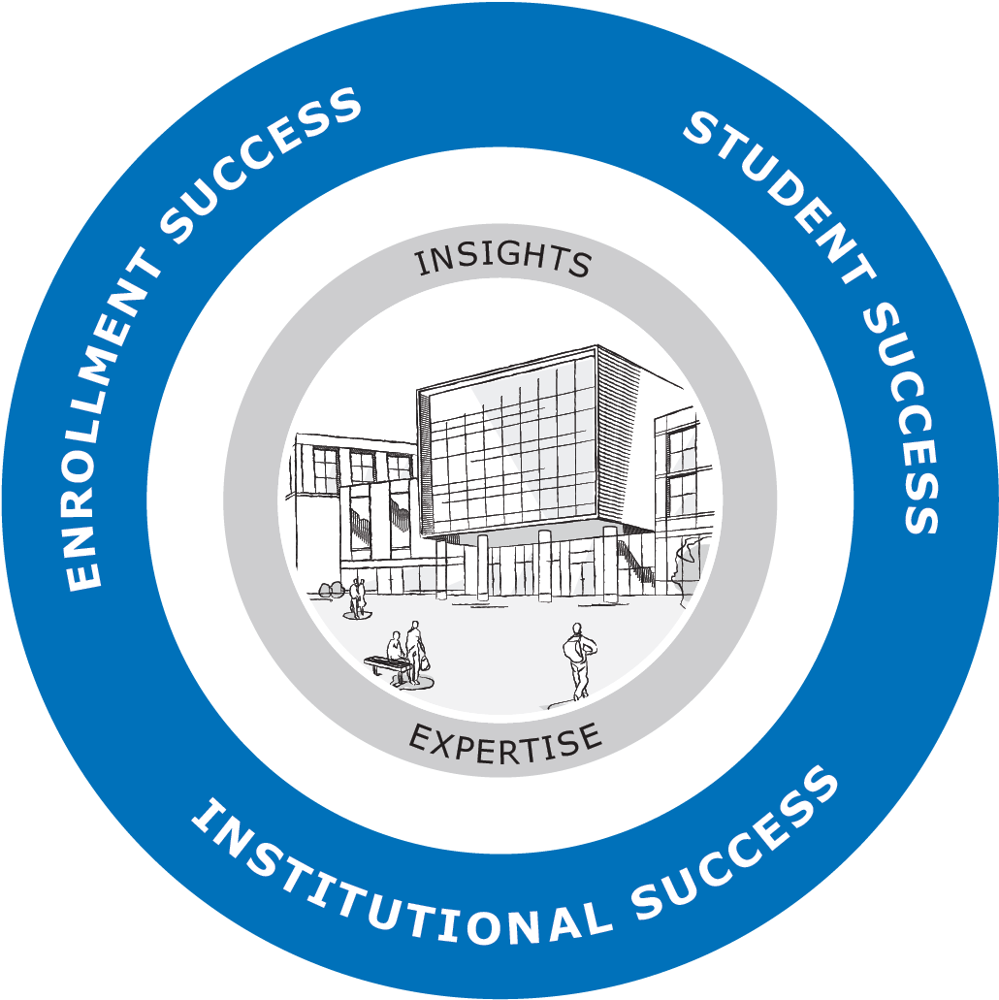 ENROLLMENT SUCCESS
STUDENT SUCCESS
INSIGHTS
EXPERTISE
INSTITUTIONAL SUCCESS